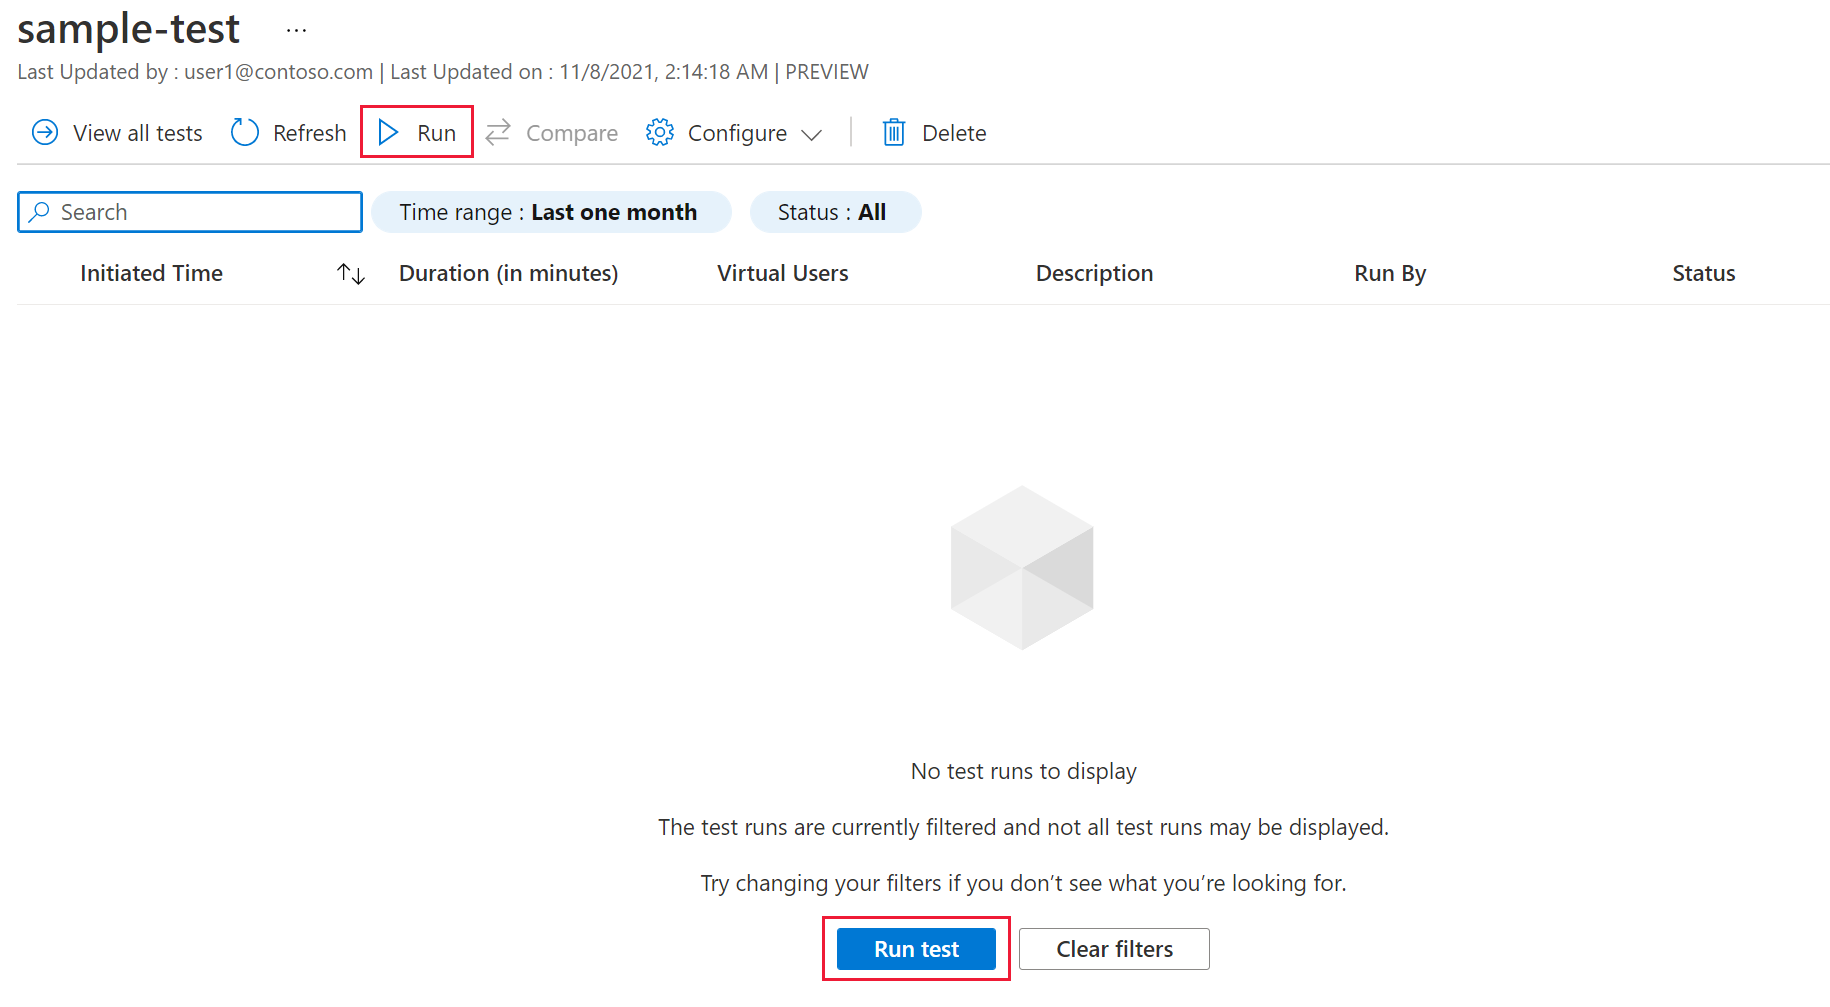 sample-test ...
Last Updated by : user1@contoso.com | Last Updated on : 11/8/2021, 2:14:18 AM | PREVIEW
View all tests Refresh Run Compare Configure Delete
Search Time range : Last one month Status : All
Initiated Time Duration (in minutes) Virtual Users Description Run By Status
No test runs to display
The test runs are currently filtered and not all test runs may be displayed.
Try changing your filters if you don’t see what you’re looking for.
Run test Clear filters